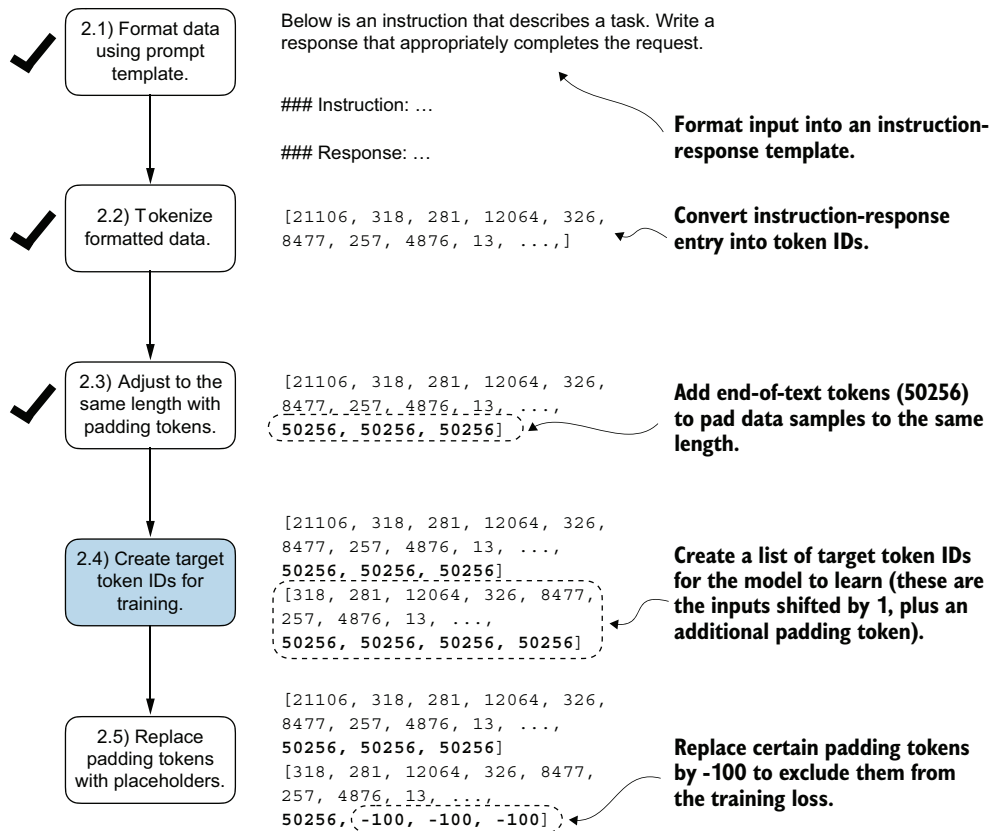 2.1) Format data
using prompt
template.
Below is an instruction that describes a task. Write a
response that appropriately completes the request.
### Instruction: …
### Response: …
Format input into an instruction-
response template.
2.2) Tokenize
formatted data.
[21106, 318, 281, 12064, 326,
8477, 257, 4876, 13, ...,]
Convert instruction-response
entry into token IDs.
2.3) Adjust to the
same length with
padding tokens.
[21106, 318, 281, 12064, 326,
8477, 257, 4876, 13, ...,
50256, 50256, 50256]
Add end-of-text tokens (50256)
to pad data samples to the same
length.
2.4) Create target
token IDs for
training.
[21106, 318, 281, 12064, 326,
8477, 257, 4876, 13, ...,
50256, 50256, 50256]
[318, 281, 12064, 326, 8477,
257, 4876, 13, ...,
50256, 50256, 50256, 50256]
Create a list of target token IDs
for the model to learn (these are
the inputs shifted by 1, plus an
additional padding token).
2.5) Replace
padding tokens
with placeholders.
[21106, 318, 281, 12064, 326,
8477, 257, 4876, 13, ...,
50256, 50256, 50256]
[318, 281, 12064, 326, 8477,
257, 4876, 13, ...,
50256, -100, -100, -100]
Replace certain padding tokens
by -100 to exclude them from
the training loss.